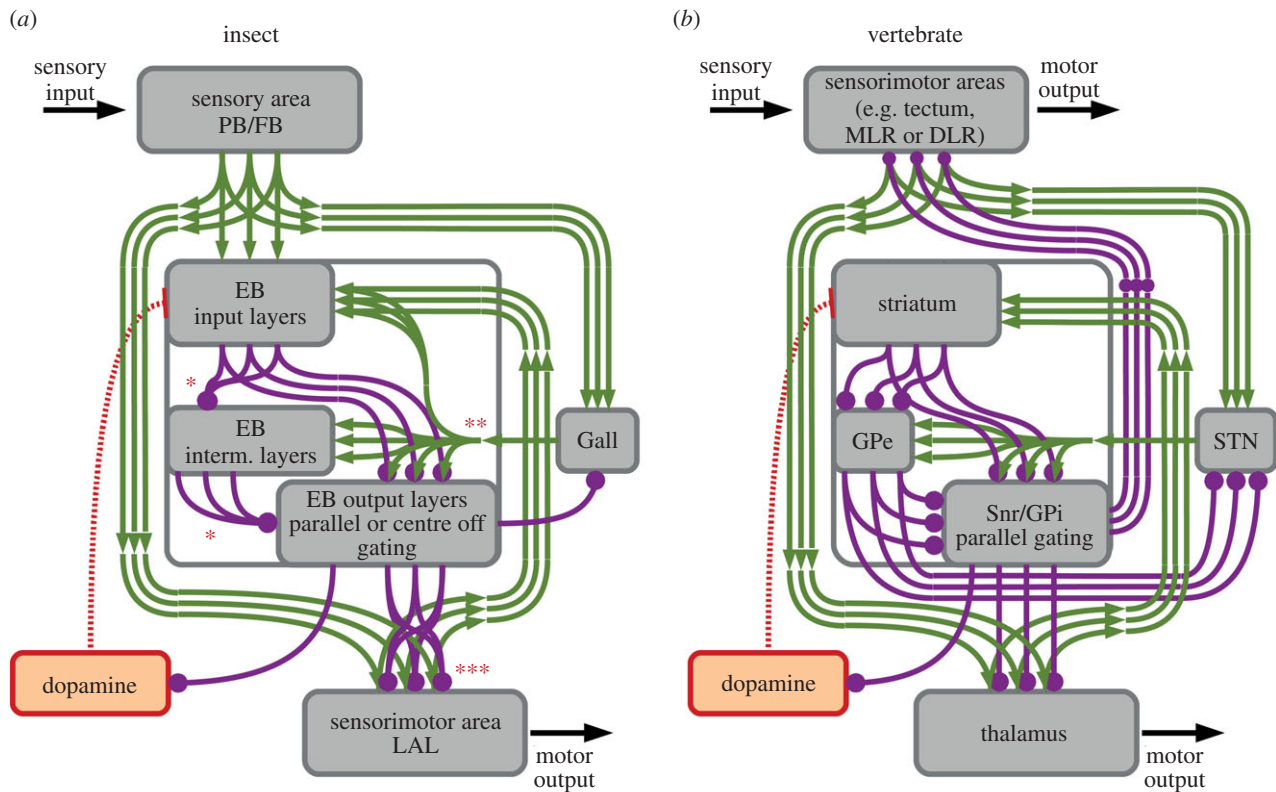 (a)
insect
sensory
input
sensory area
PB/FB
EB
input layers
*
**
EB
interm. layers
Gall
*
EB output layers
parallel or centre off
gating
dopamine
***
sensorimotor area
LAL
motor
output
(b)
vertebrate
sensory
input
sensorimotor areas
(e.g. tectum,
MLR or DLR)
motor
output
striatum
GPe
STN
Snr/GPi
parallel gating
dopamine
thalamus
motor
output